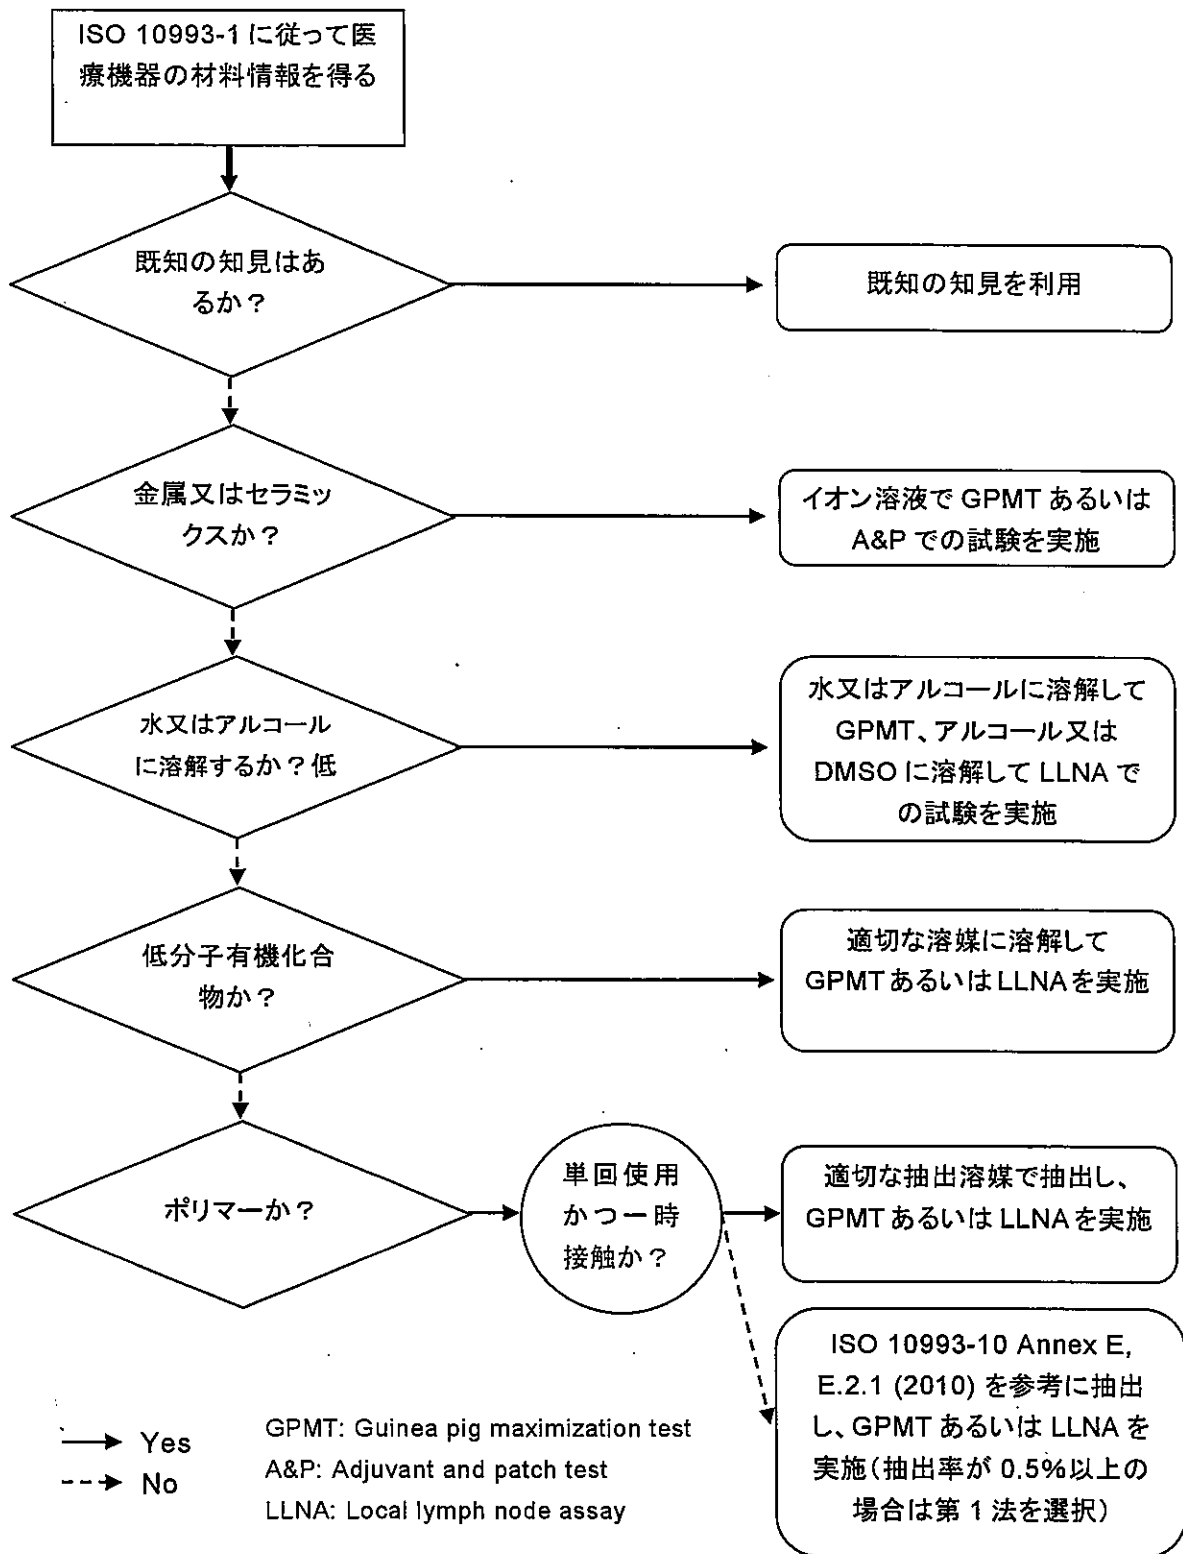 ISO 10993-1 に従って医
療機器の材料情報を得る
既知の知見はあ
るか？
既知の知見を利用
金属又はセラミッ
クスか？
イオン溶液で GPMT あるいは
A&P での試験を実施
水又はアルコール
に溶解するか？低
水又はアルコールに溶解して
GPMT、アルコール又は
DMSO に溶解して LLNA で
の試験を実施
低分子有機化合
物か？
適切な溶媒に溶解して
GPMT あるいは LLNA を実施
ポリマーか？
単回使用
かつ一時
接触か？
適切な抽出溶媒で抽出し、
GPMT あるいは LLNA を実施
ISO 10993-10 Annex E,
E.2.1 (2010) を参考に抽出
し、GPMT あるいは LLNA を
実施（抽出率が 0.5%以上の
場合は第 1 法を選択）
Yes
No
GPMT: Guinea pig maximization test
A&P: Adjuvant and patch test
LLNA: Local lymph node assay